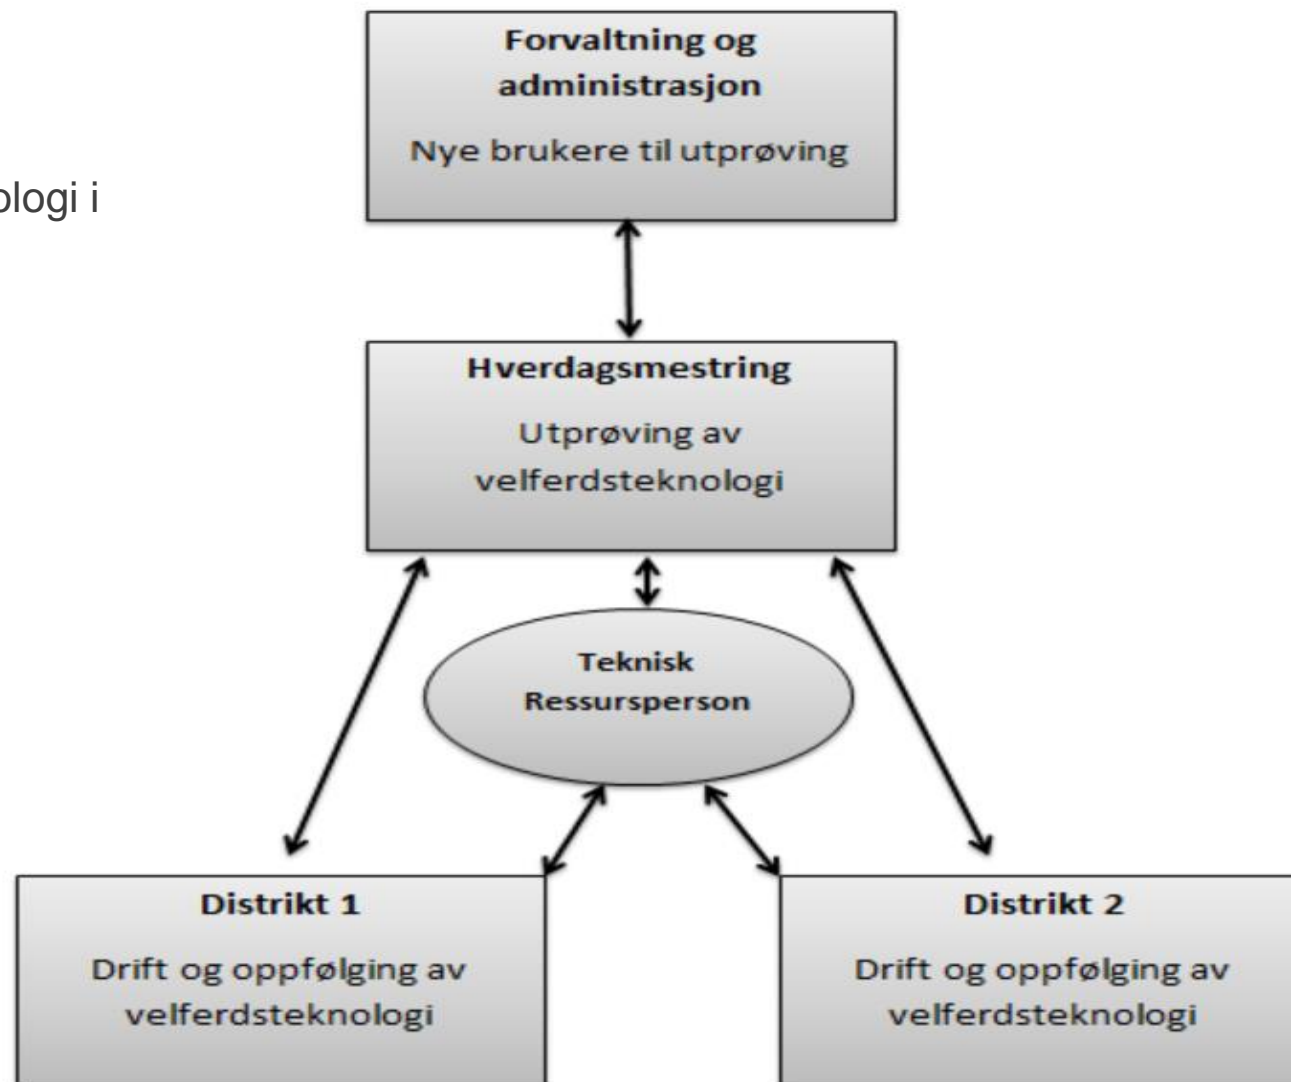 Forvaltning og
administrasjon
Nye brukere til utprøving
ologi i
Hverdagsmestring
Utprøving av
velferdsteknologi
Teknisk
Ressursperson
Distrikt 1
Drift og oppfølging av
velferdsteknologi
Distrikt 2
Drift og oppfølging av
velferdsteknologi